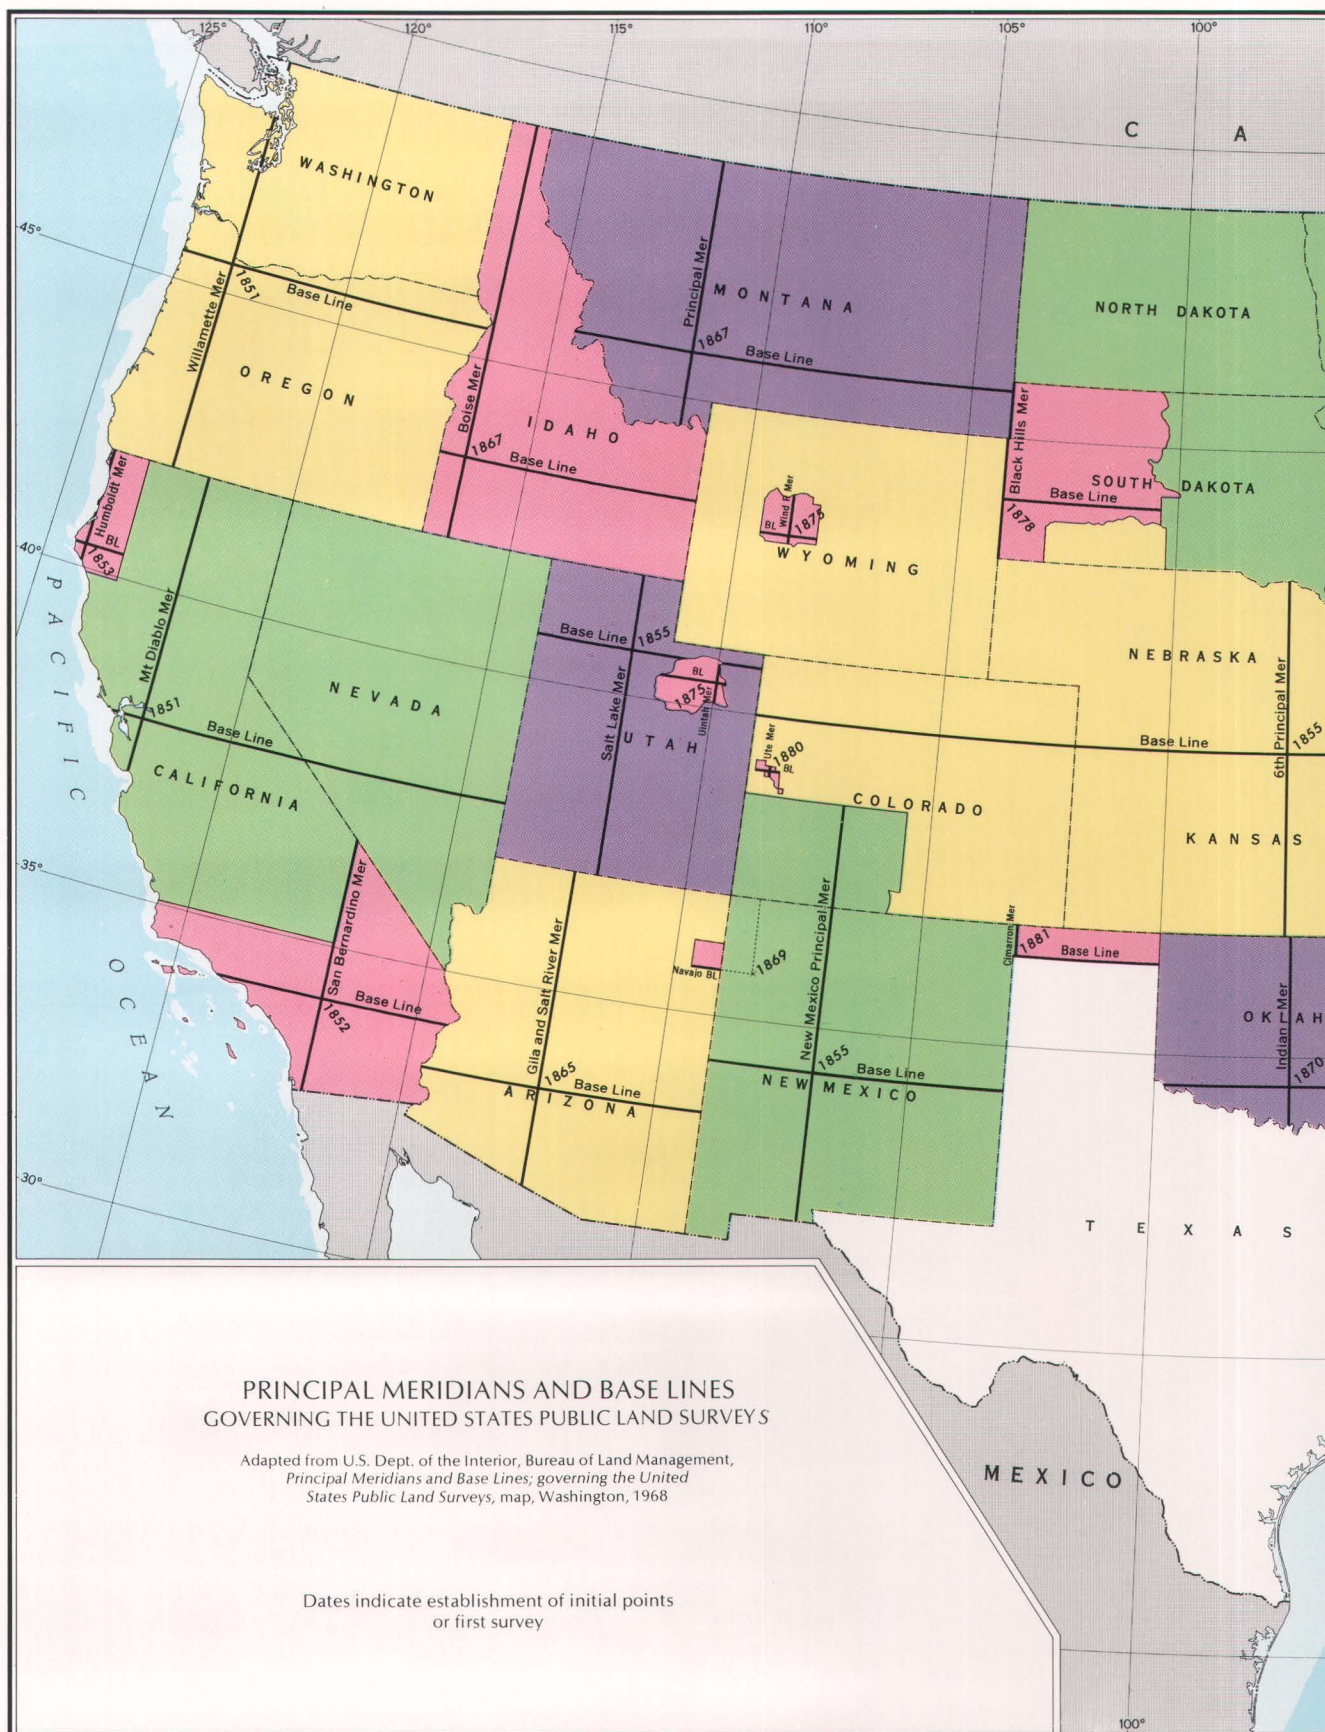 125°
120°
115°
110°
105°
100°
C A
WASHINGTON
45°
Willamette Mer
1851
Base Line
OREGON
Boise Mer
1867
IDAHO
Base Line
Principal Mer
MONTANA
1867
Base Line
NORTH DAKOTA
Black Hills Mer
SOUTH DAKOTA
Base Line
1878
Humboldt Mer
BL
1853
40°
Wind R Mer
BL
1875
WYOMING
PACIFIC
OCEAN
Mt Diablo Mer
1851
Base Line
NEVADA
CALIFORNIA
Base Line
1855
Salt Lake Mer
BL
1875
Uintah Mer
UTAH
NEBRASKA
6th Principal Mer
Base Line
1855
Ute Mer
1880
BL
COLORADO
KANSAS
35°
San Bernardino Mer
Base Line
1852
Gila and Salt River Mer
1865
Base Line
ARIZONA
Navajo BL
1869
New Mexico Principal Mer
1855
Base Line
NEW MEXICO
Cimarron Mer
1881
Base Line
OKLAH
Indian Mer
1870
30°
TEXAS
MEXICO
PRINCIPAL MERIDIANS AND BASE LINES
GOVERNING THE UNITED STATES PUBLIC LAND SURVEYS
Adapted from U.S. Dept. of the Interior, Bureau of Land Management,
Principal Meridians and Base Lines; governing the United
States Public Land Surveys, map, Washington, 1968
Dates indicate establishment of initial points
or first survey
100°